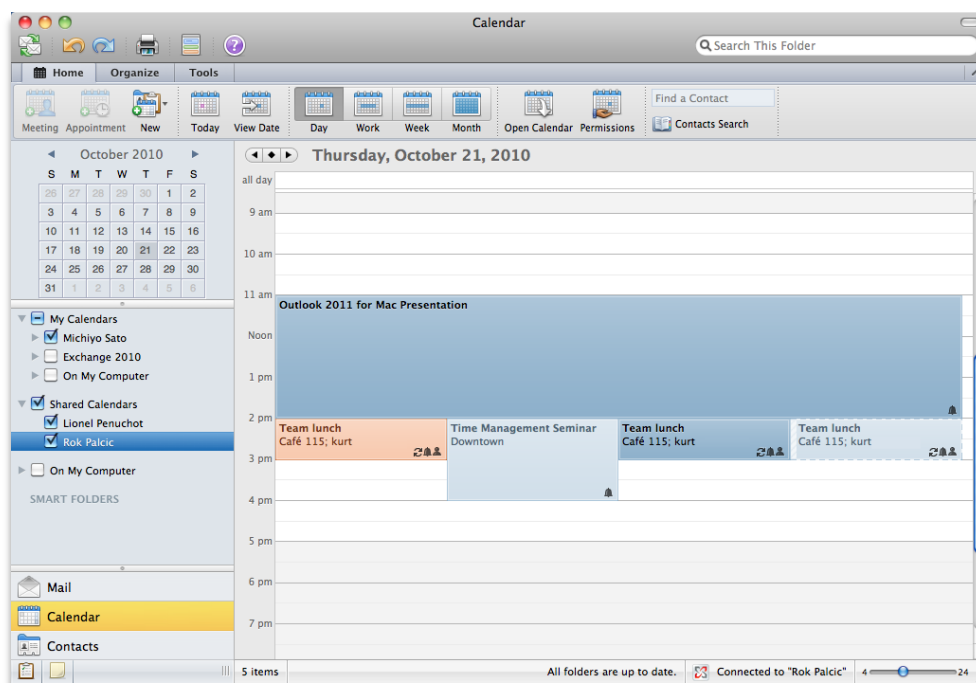 Calendar
Search This Folder
Home Organize Tools
Meeting Appointment New Today View Date Day Work Week Month Open Calendar Permissions
Find a Contact
Contacts Search
October 2010
S M T W T F S
26 27 28 29 30 1 2
3 4 5 6 7 8 9
10 11 12 13 14 15 16
17 18 19 20 21 22 23
24 25 26 27 28 29 30
31 1 2 3 4 5 6
My Calendars
Michiyo Sato
Exchange 2010
On My Computer
Shared Calendars
Lionel Penuchot
Rok Palcic
On My Computer
SMART FOLDERS
Mail
Calendar
Contacts
Thursday, October 21, 2010
all day
9 am
10 am
11 am
Outlook 2011 for Mac Presentation
Noon
1 pm
2 pm
Team lunch
Café 115; kurt
Time Management Seminar
Downtown
Team lunch
Café 115; kurt
Team lunch
Café 115; kurt
3 pm
4 pm
5 pm
6 pm
7 pm
5 items
All folders are up to date.
Connected to "Rok Palcic"
4 24